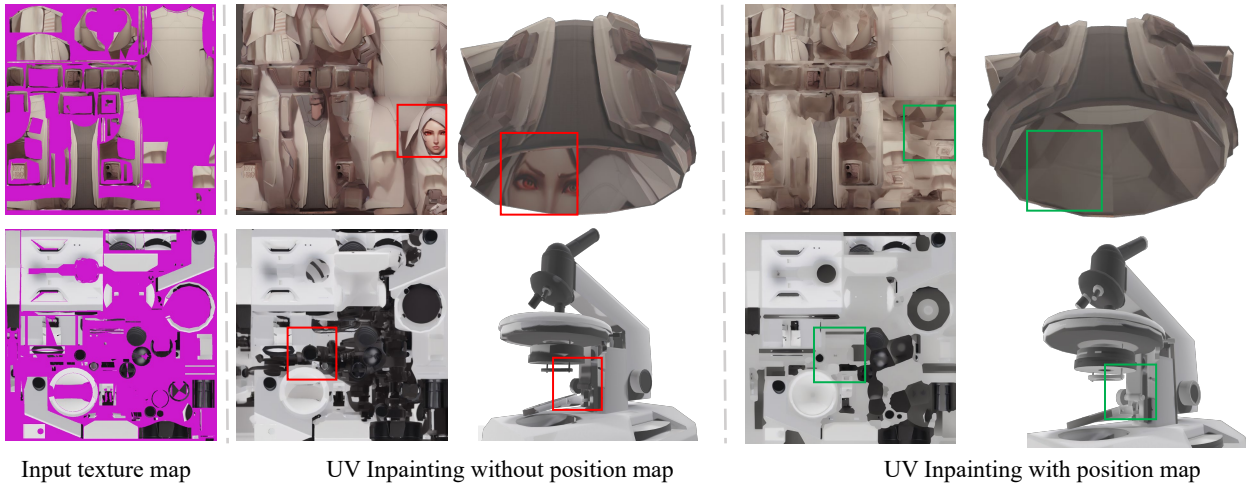 Input texture map
UV Inpainting without position map
UV Inpainting with position map